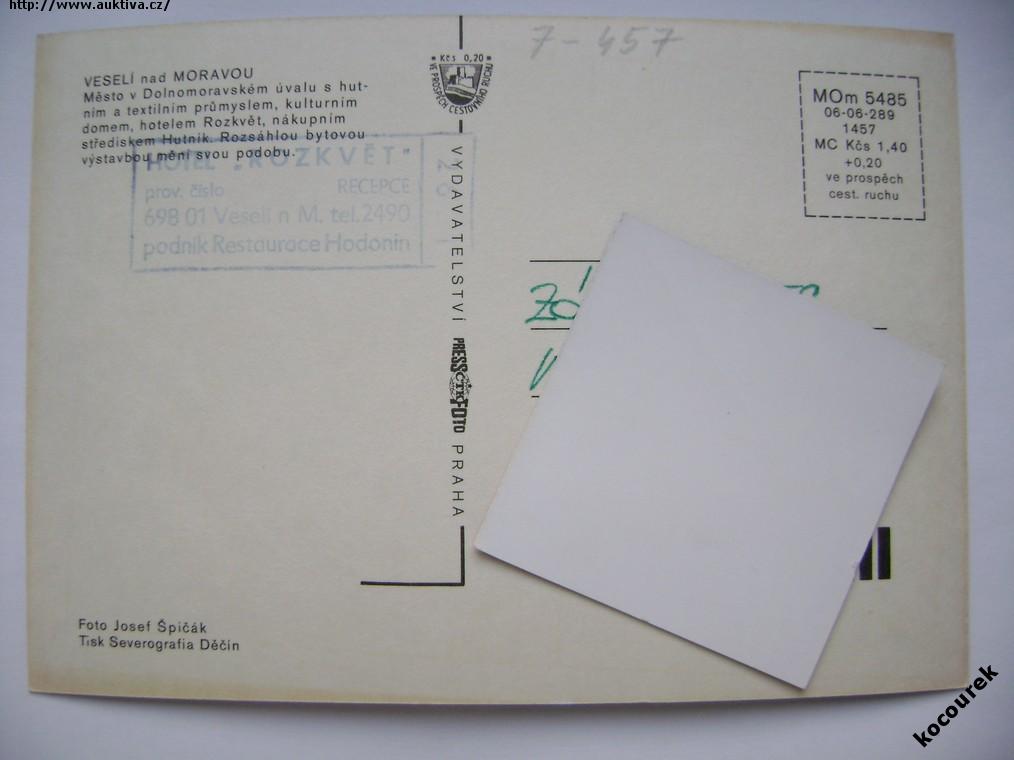 http://www.auktiva.cz/
7-457
VESELÍ nad MORAVOU
Město v Dolnomoravském úvalu s hut-
ním a textilním průmyslem, kulturním
domem, hotelem Rozkvět, nákupním
střediskem Hutník. Rozsáhlou bytovou
výstavbou mění svou podobu.
HOTEL „ROZKVĚT"
prov. číslo RECEPCE
698 01 Veselí n M. tel.2490
podnik Restaurace Hodonín
Kčs 0,20
VE PROSPĚCH CESTOVNÍHO RUCHU
VYDAVATELSTVÍ PRESSFOTO PRAHA
ČTK
MOm 5485
06-06-289
1457
MC Kčs 1,40
+0,20
ve prospěch
cest. ruchu
Foto Josef Špičák
Tisk Severografia Děčín
kocourek